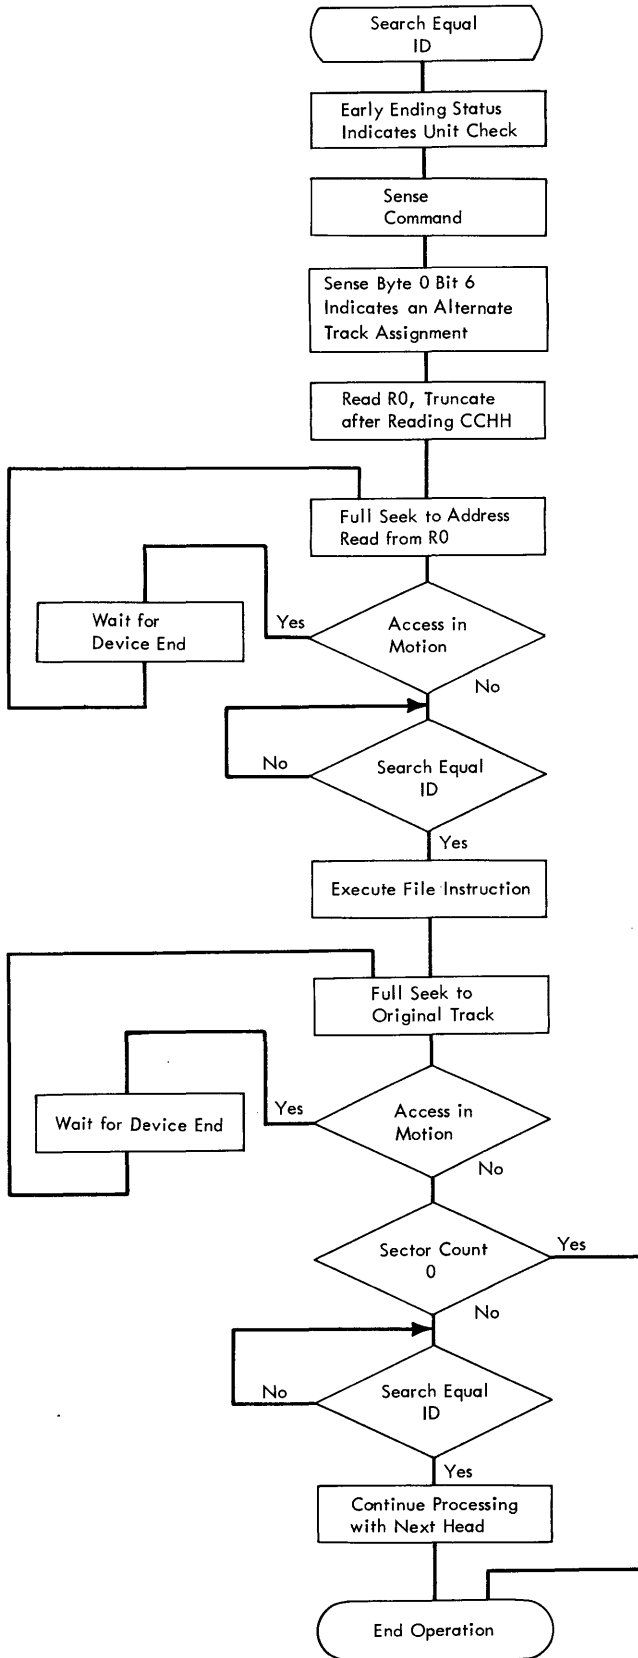 Search Equal
ID
Early Ending Status
Indicates Unit Check
Sense
Command
Sense Byte 0 Bit 6
Indicates an Alternate
Track Assignment
Read R0, Truncate
after Reading CCHH
Full Seek to Address
Read from R0
Wait for
Device End
Yes
Access in
Motion
No
No
Search Equal
ID
Yes
Execute File Instruction
Full Seek to
Original Track
Wait for Device End
Yes
Access in
Motion
No
Sector Count
0
Yes
No
No
Search Equal
ID
Yes
Continue Processing
with Next Head
End Operation